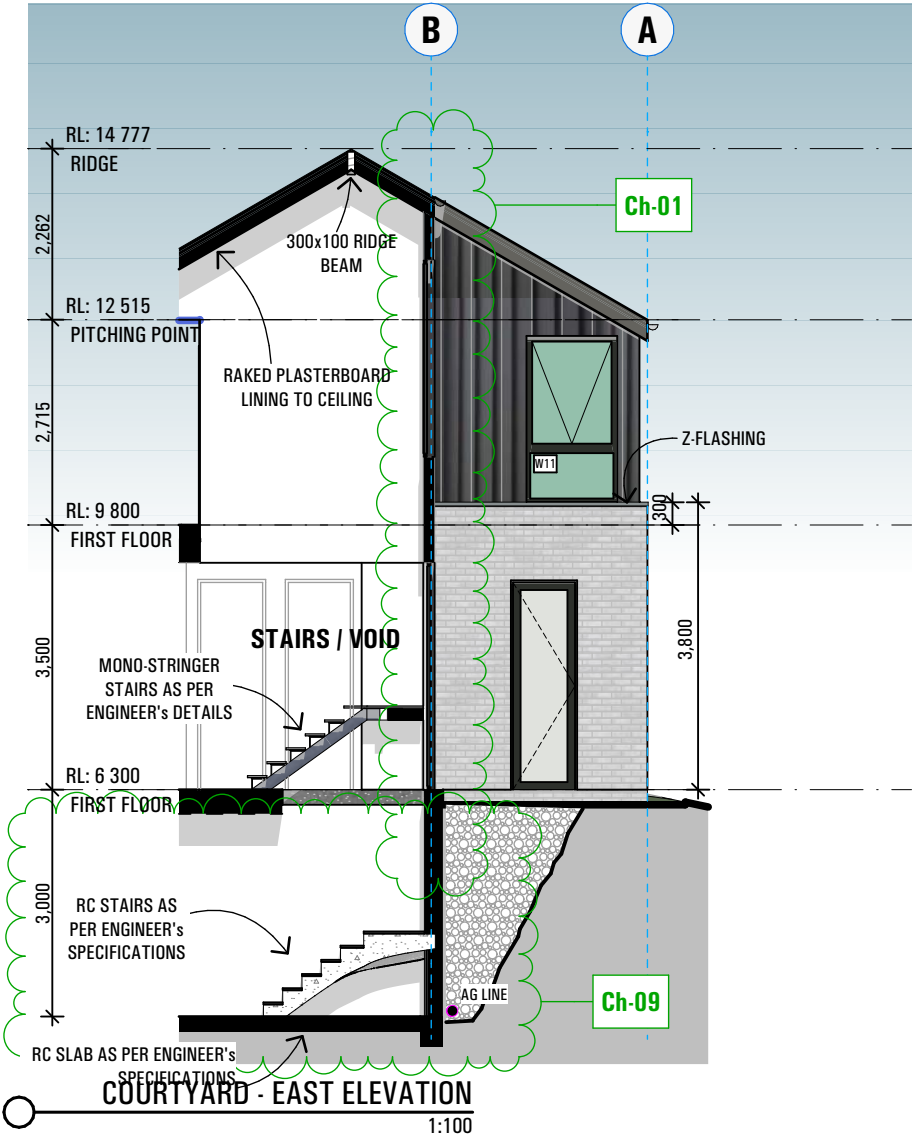 B
A
RL: 14 777
RIDGE
Ch-01
2,262
300x100 RIDGE
BEAM
RL: 12 515
PITCHING POINT
RAKED PLASTERBOARD
LINING TO CEILING
2,715
Z-FLASHING
W11
RL: 9 800
FIRST FLOOR
300
STAIRS / VOID
3,500
3,800
MONO-STRINGER
STAIRS AS PER
ENGINEER's DETAILS
RL: 6 300
FIRST FLOOR
3,000
RC STAIRS AS
PER ENGINEER's
SPECIFICATIONS
AG LINE
Ch-09
RC SLAB AS PER ENGINEER's
SPECIFICATIONS
COURTYARD - EAST ELEVATION
1:100